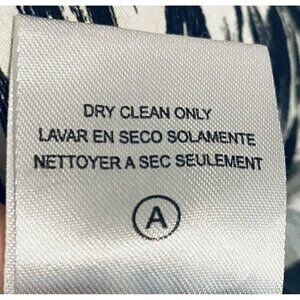 DRY CLEAN ONLY
LAVAR EN SECO SOLAMENTE
NETTOYER A SEC SEULEMENT
A